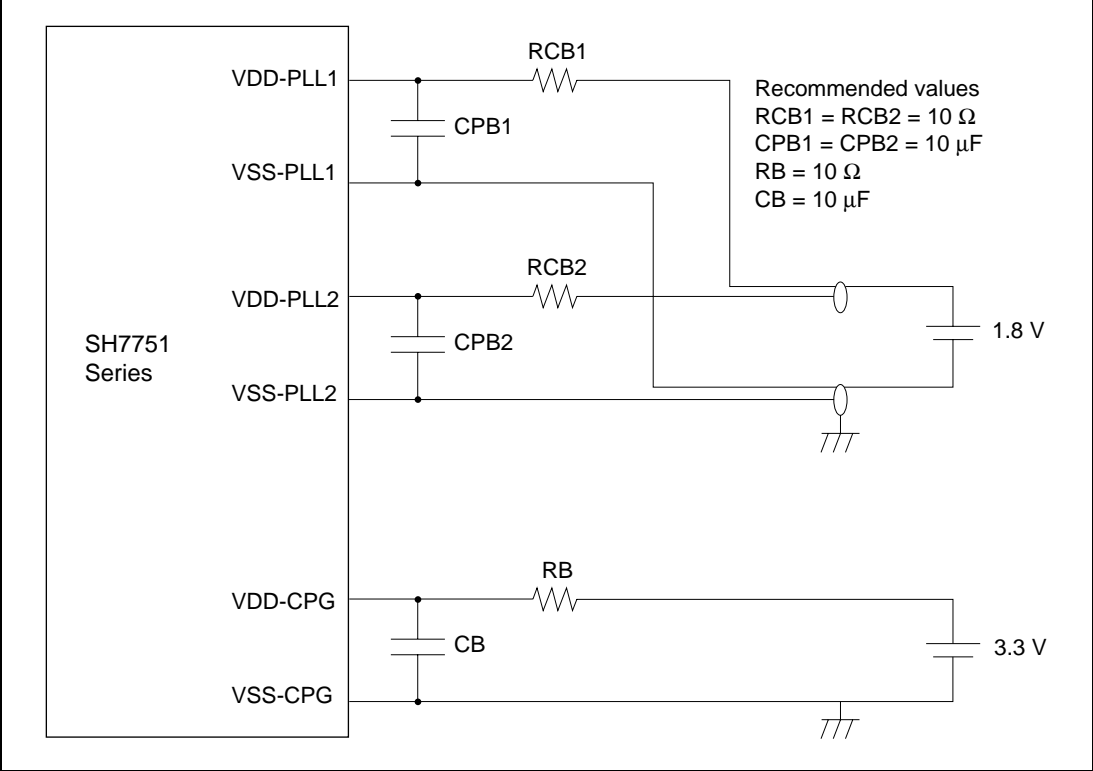 RCB1
VDD-PLL1
CPB1
VSS-PLL1
Recommended values
RCB1 = RCB2 = 10 Ω
CPB1 = CPB2 = 10 μF
RB = 10 Ω
CB = 10 μF
RCB2
VDD-PLL2
CPB2
VSS-PLL2
SH7751
Series
1.8 V
RB
VDD-CPG
CB
VSS-CPG
3.3 V